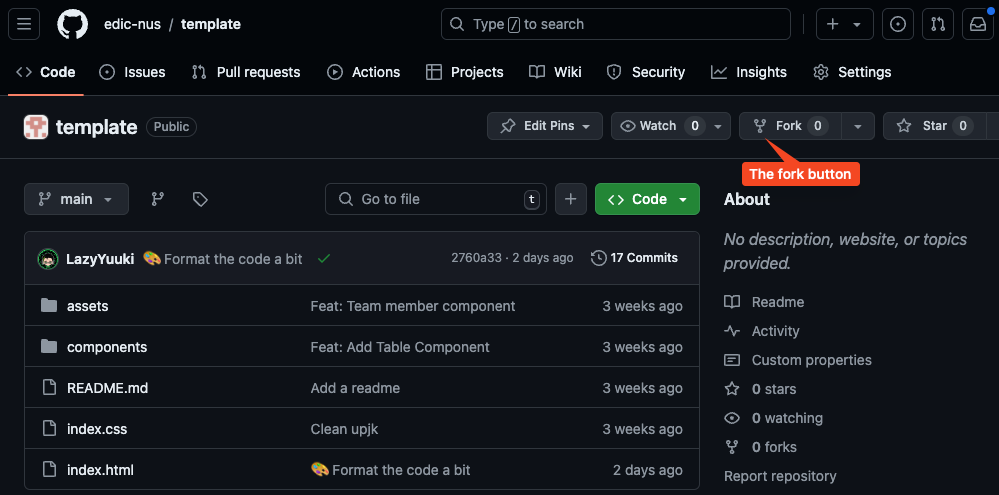 edic-nus / template
Type / to search
Code Issues Pull requests Actions Projects Wiki Security Insights Settings
template Public
Edit Pins Watch 0 Fork 0 Star 0
The fork button
main
Go to file t
Code
LazyYuuki 🎨 Format the code a bit 2760a33 · 2 days ago 17 Commits
assets Feat: Team member component 3 weeks ago
components Feat: Add Table Component 3 weeks ago
README.md Add a readme 3 weeks ago
index.css Clean upjk 3 weeks ago
index.html 🎨 Format the code a bit 2 days ago
About
No description, website, or topics
provided.
Readme
Activity
Custom properties
0 stars
0 watching
0 forks
Report repository